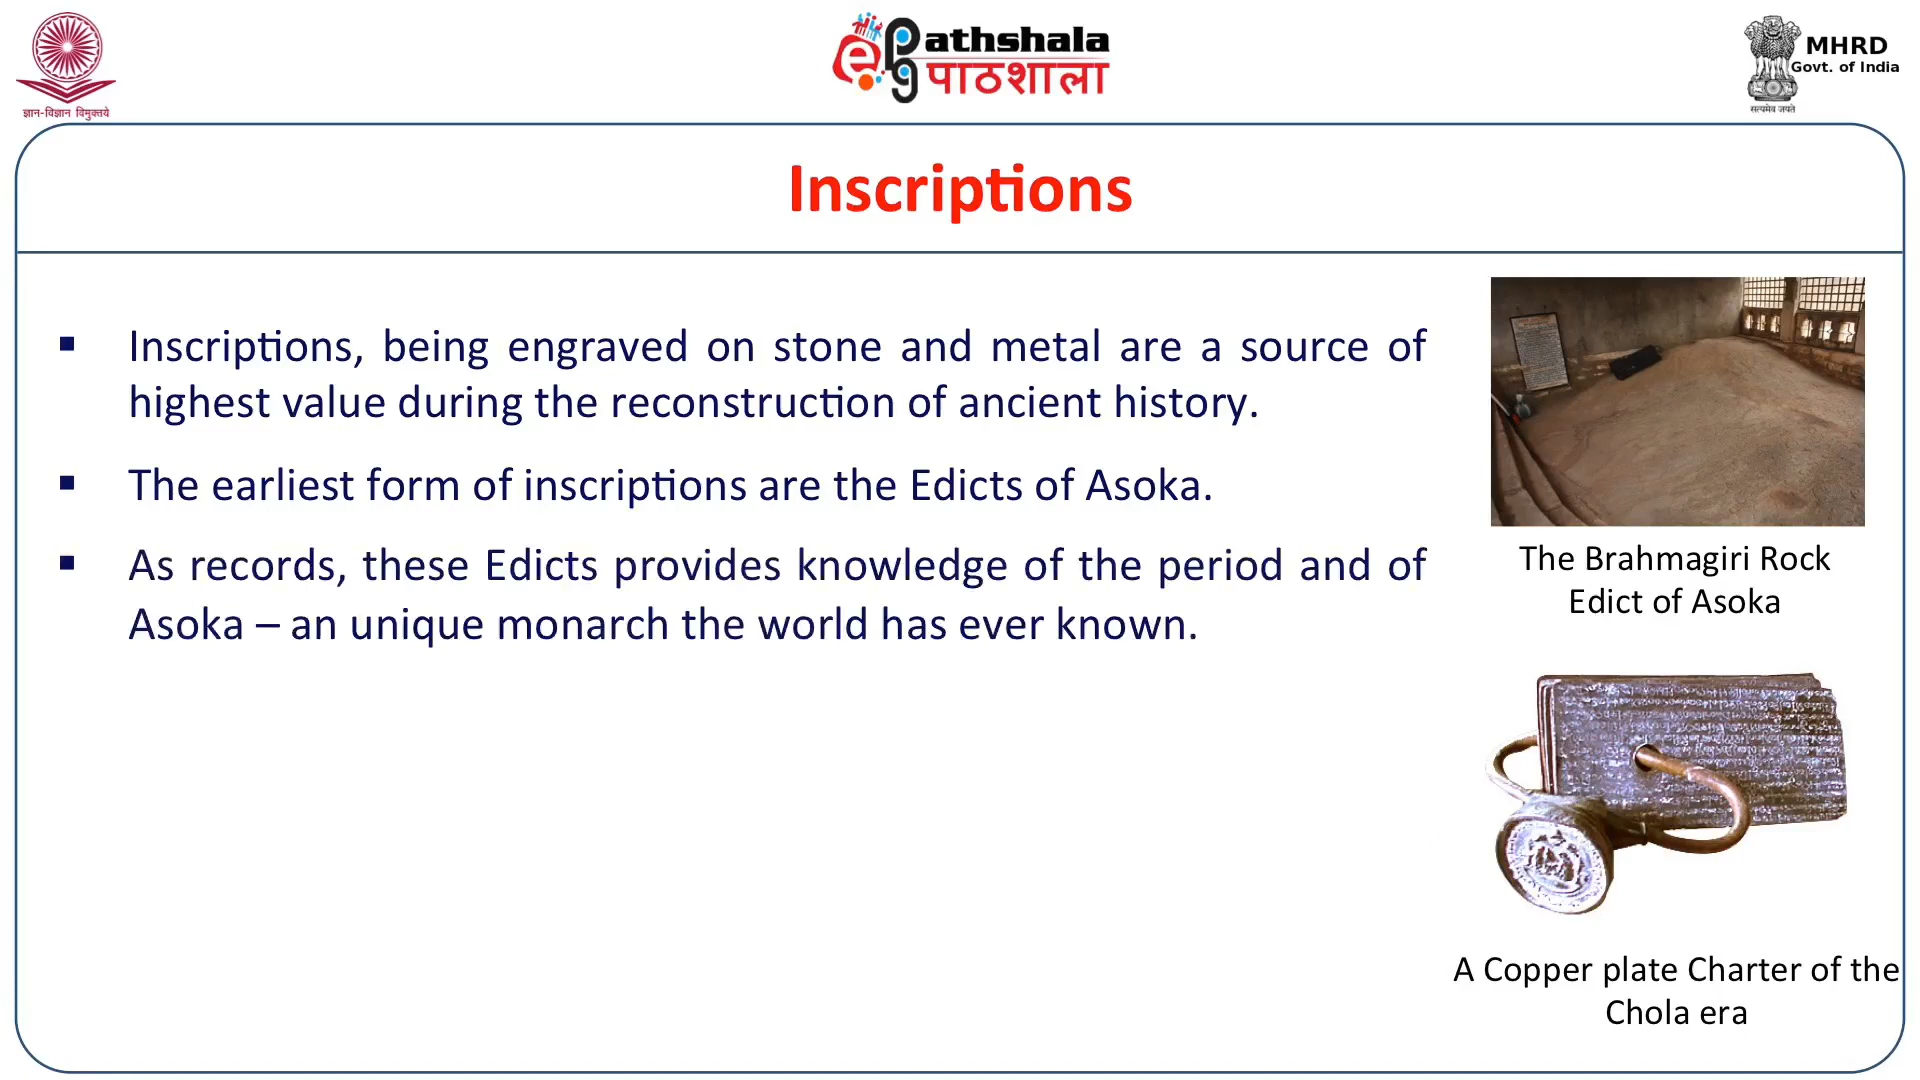 ज्ञान-विज्ञान विमुक्तये
e
pg
athshala
पाठशाला
MHRD
Govt. of India
सत्यमेव जयते
Inscriptions
▪ Inscriptions, being engraved on stone and metal are a source of
highest value during the reconstruction of ancient history.
▪ The earliest form of inscriptions are the Edicts of Asoka.
▪ As records, these Edicts provides knowledge of the period and of
Asoka – an unique monarch the world has ever known.
The Brahmagiri Rock
Edict of Asoka
A Copper plate Charter of the
Chola era